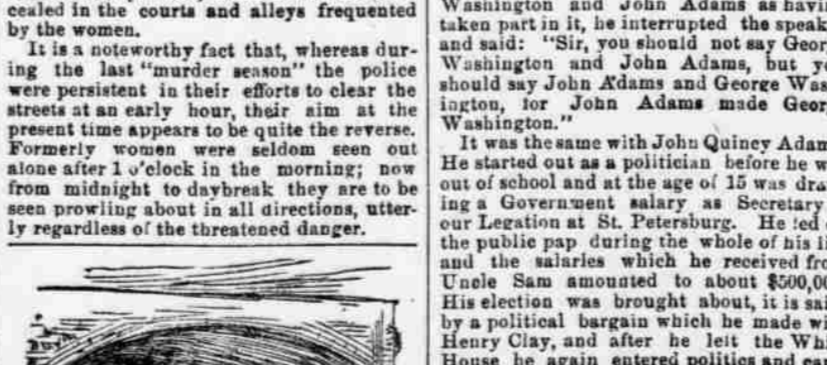 cealed in the courts and alleys frequented
by the women.
It is a noteworthy fact that, whereas dur-
ing the last "murder season" the police
were persistent in their efforts to clear the
streets at an early hour, their aim at the
present time appears to be quite the reverse.
Formerly women were seldom seen out
alone after 1 o'clock in the morning; now
from midnight to daybreak they are to be
seen prowling about in all directions, utter-
ly regardless of the threatened danger.
Washington and John Adams as havin
taken part in it, he interrupted the speak
and said: "Sir, you should not say Geor
Washington and John Adams, but y
should say John Adams and George Was
ington, for John Adams made Geor
Washington."
It was the same with John Quincy Adam
He started out as a politician before he w
out of school and at the age of 15 was dra
ing a Government salary as Secretary
our Legation at St. Petersburg. He fed
the public pap during the whole of his li
and the salaries which he received fro
Uncle Sam amounted to about $500,00
His election was brought about, it is sai
by a political bargain which he made wi
Henry Clay, and after he left the Whi
House he again entered politics and